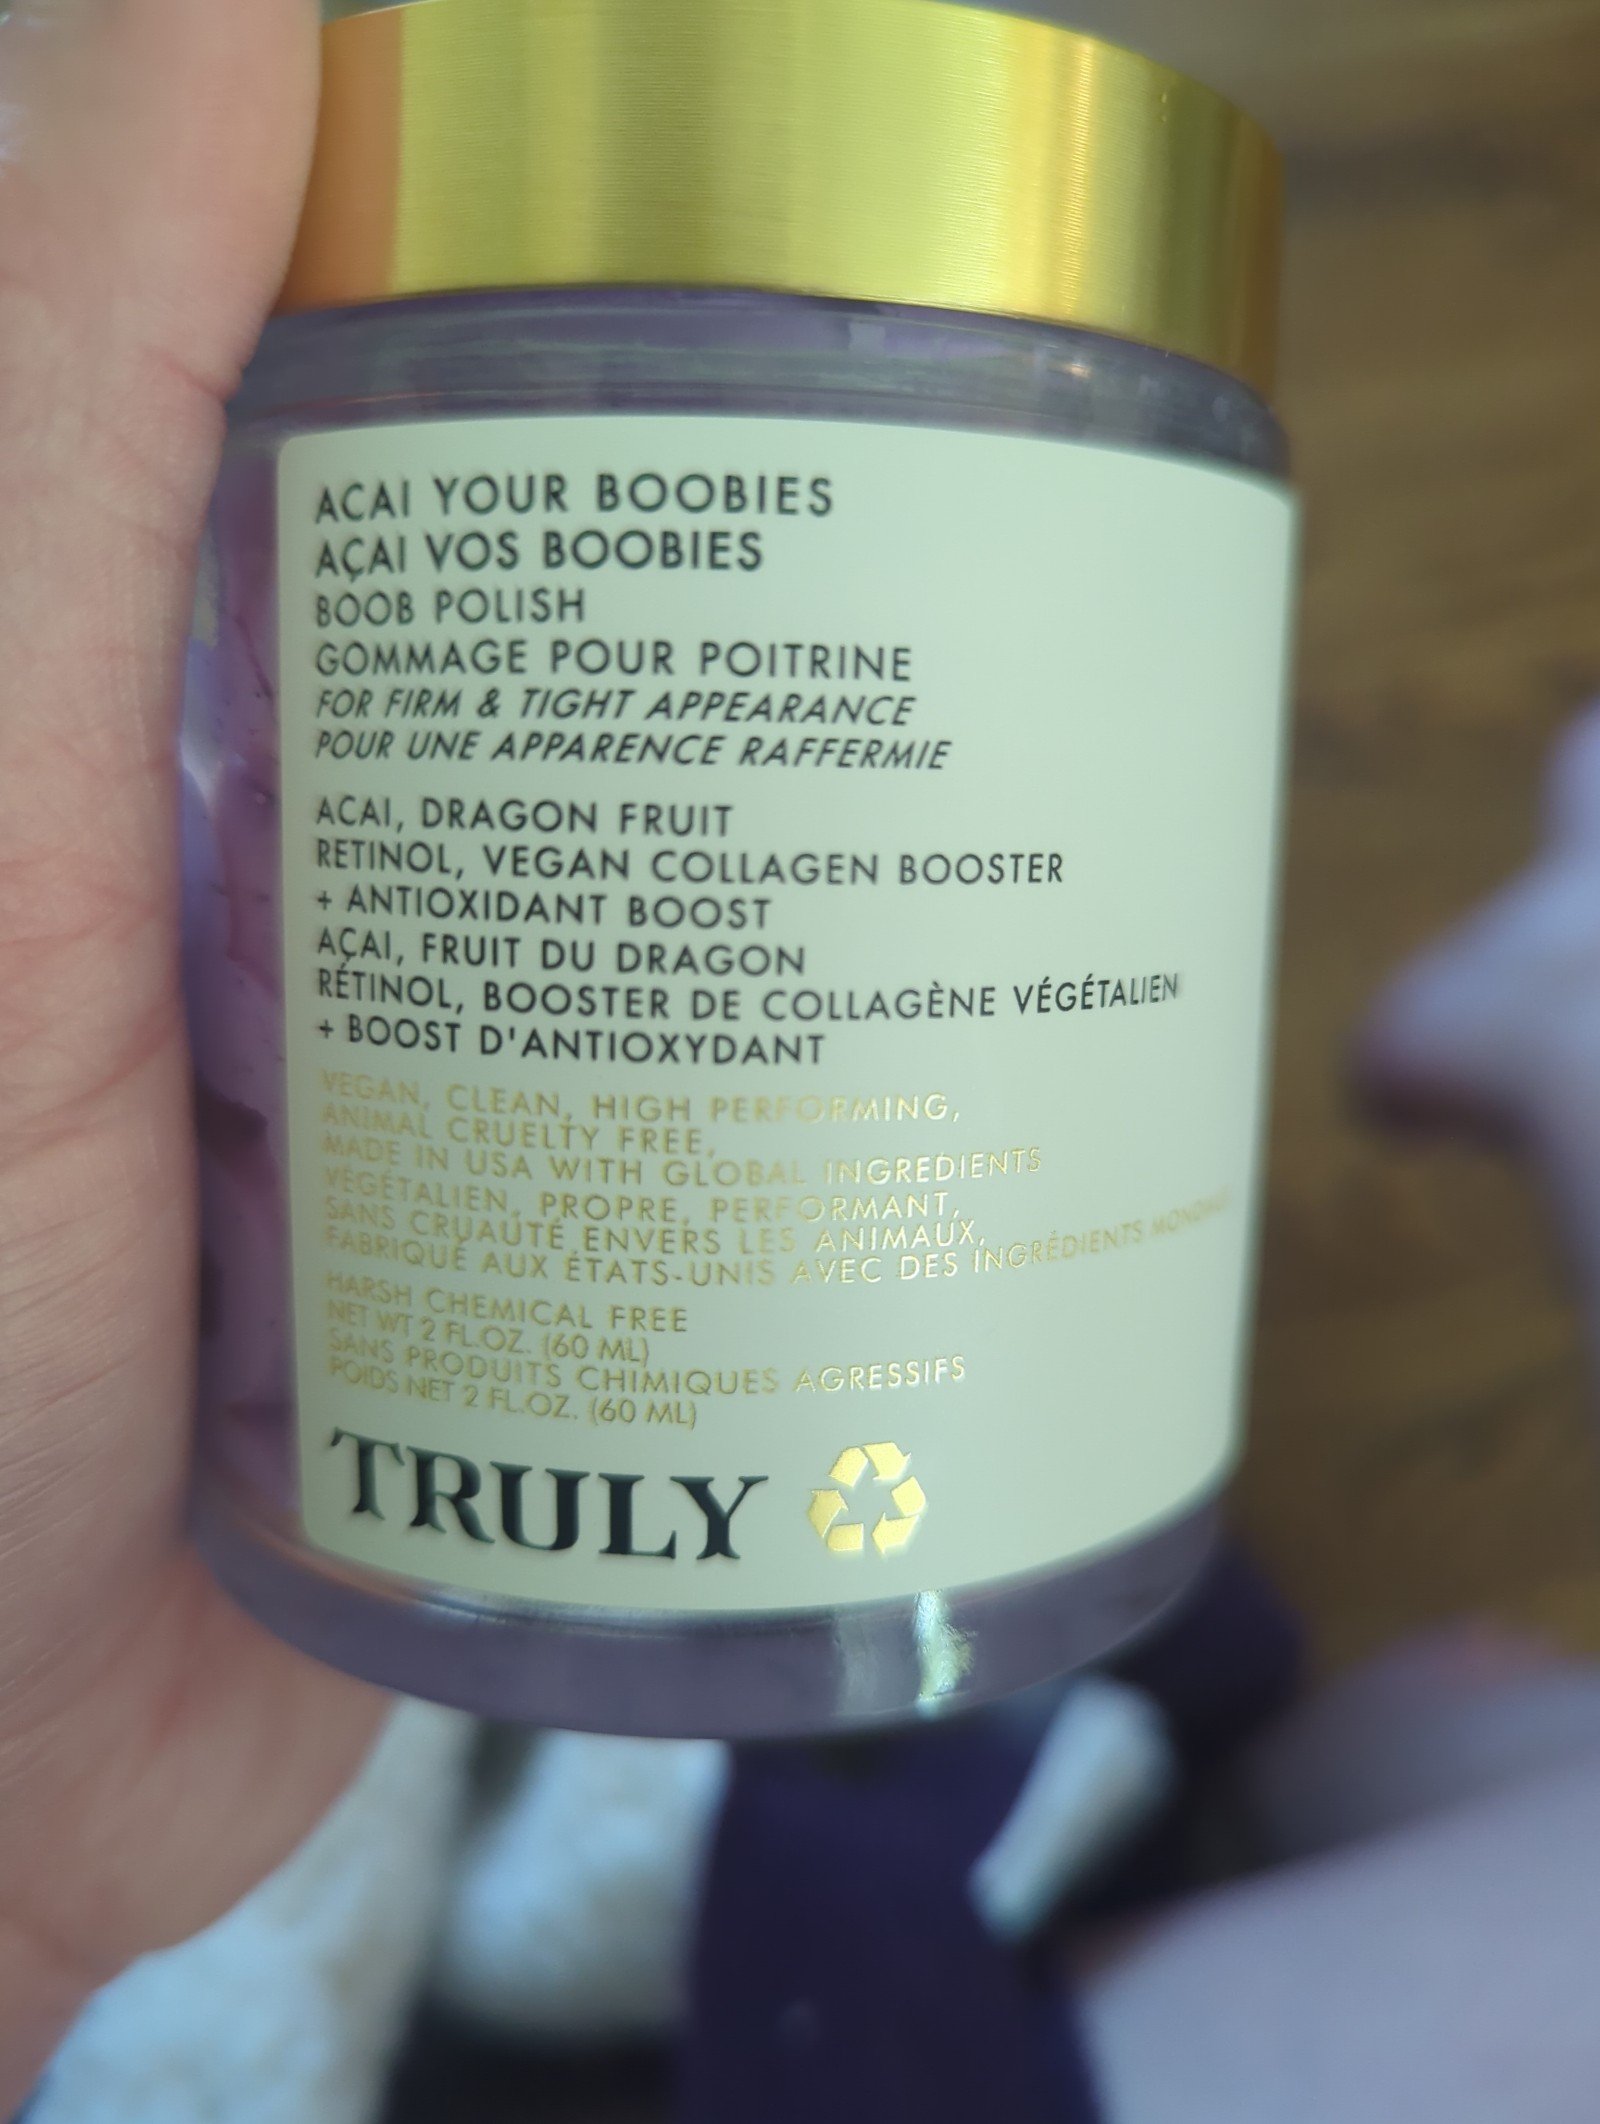 ACAI YOUR BOOBIES
AÇAI VOS BOOBIES
BOOB POLISH
GOMMAGE POUR POITRINE
FOR FIRM & TIGHT APPEARANCE
POUR UNE APPARENCE RAFFERMIE
ACAI, DRAGON FRUIT
RETINOL, VEGAN COLLAGEN BOOSTER
+ ANTIOXIDANT BOOST
AÇAI, FRUIT DU DRAGON
RÉTINOL, BOOSTER DE COLLAGÈNE VÉGÉTALIEN
+ BOOST D'ANTIOXYDANT
VEGAN, CLEAN, HIGH PERFORMING,
ANIMAL CRUELTY FREE,
MADE IN USA WITH GLOBAL INGREDIENTS
VÉGÉTALIEN, PROPRE, PERFORMANT,
SANS CRUAUTÉ ENVERS LES ANIMAUX,
FABRIQUÉ AUX ÉTATS-UNIS AVEC DES INGRÉDIENTS
HARSH CHEMICAL FREE
NET WT 2 FL.OZ. (60 ML)
SANS PRODUITS CHIMIQUES AGRESSIFS
POIDS NET 2 FL.OZ. (60 ML)
TRULY